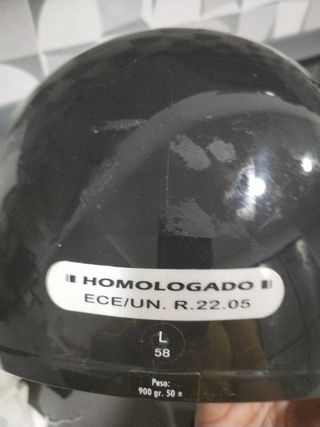 HOMOLOGADO
ECE/UN. R.22.05
L
58
Peso:
900 gr. 50 ±